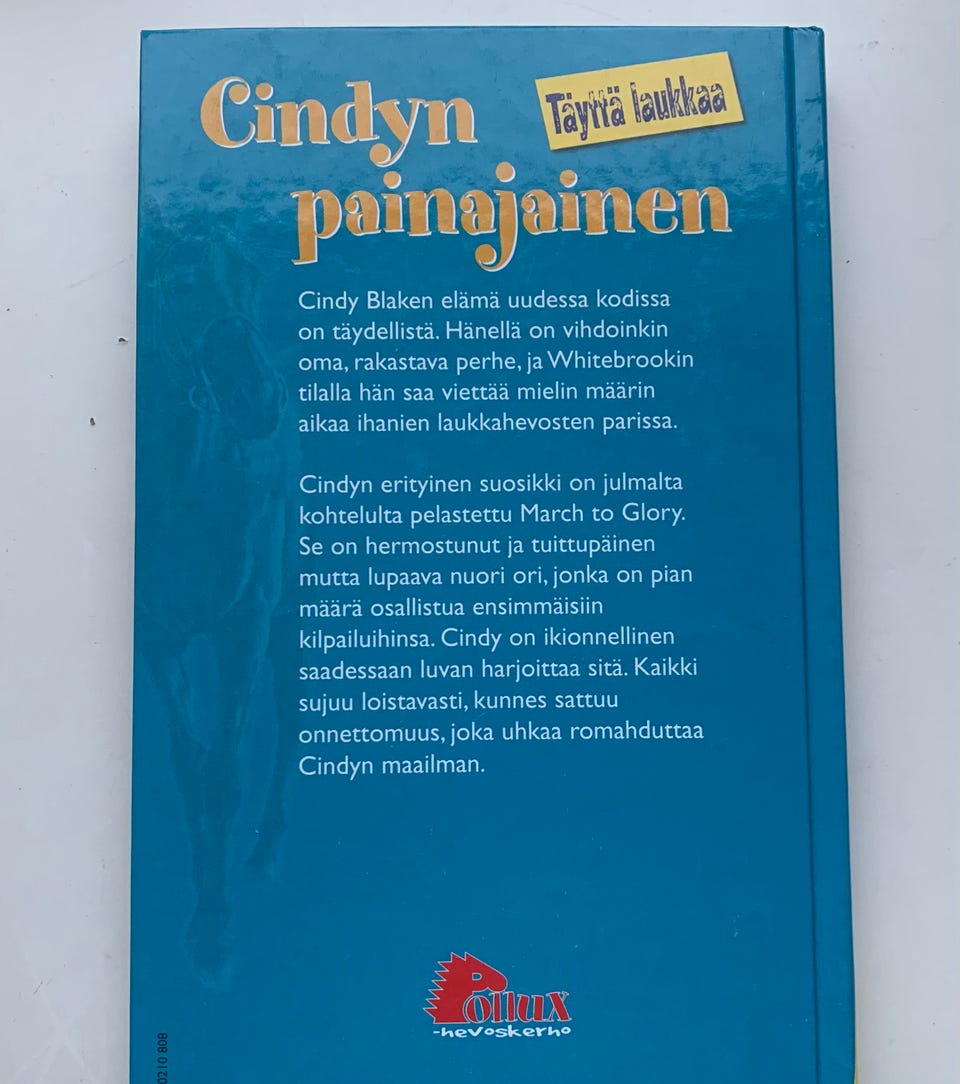 Cindyn
Täyttä laukkaa
painajainen
Cindy Blaken elämä uudessa kodissa
on täydellistä. Hänellä on vihdoinkin
oma, rakastava perhe, ja Whitebrookin
tilalla hän saa viettää mielin määrin
aikaa ihanien laukkahevosten parissa.
Cindyn erityinen suosikki on julmalta
kohtelulta pelastettu March to Glory.
Se on hermostunut ja tuittupäinen
mutta lupaava nuori ori, jonka on pian
määrä osallistua ensimmäisiin
kilpailuihinsa. Cindy on ikionnellinen
saadessaan luvan harjoittaa sitä. Kaikki
sujuu loistavasti, kunnes sattuu
onnettomuus, joka uhkaa romahduttaa
Cindyn maailman.
Pollux
-hevoskerho
0210 808